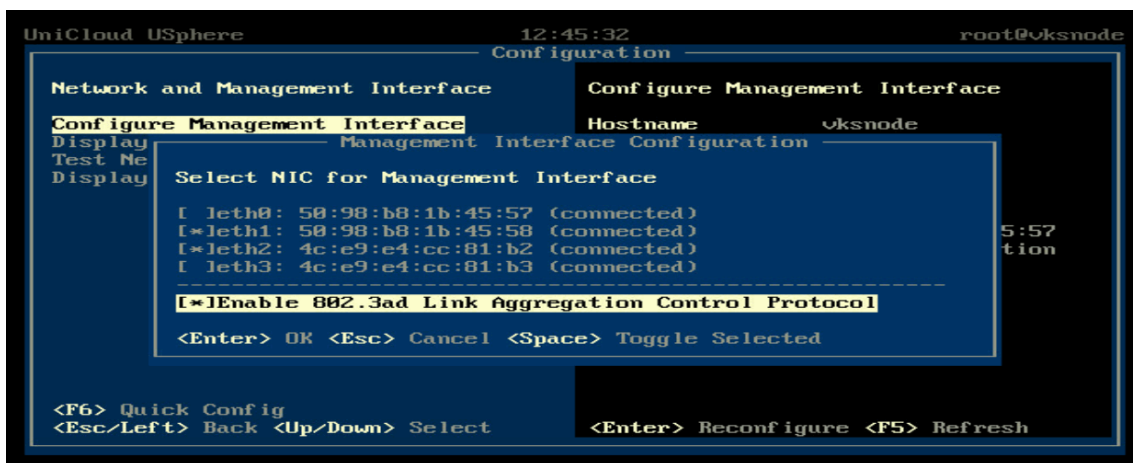 UniCloud USphere 12:45:32 root@vksnode
Configuration
Network and Management Interface Configure Management Interface
Configure Management Interface Hostname vksnode
Display Management Interface Configuration
Test Ne
Display Select NIC for Management Interface
[ ]eth0: 50:98:b8:1b:45:57 (connected)
[*]eth1: 50:98:b8:1b:45:58 (connected) 5:57
[*]eth2: 4c:e9:e4:cc:81:b2 (connected) tion
[ ]eth3: 4c:e9:e4:cc:81:b3 (connected)
[*]Enable 802.3ad Link Aggregation Control Protocol
<Enter> OK <Esc> Cancel <Space> Toggle Selected
<F6> Quick Config
<Esc/Left> Back <Up/Down> Select <Enter> Reconfigure <F5> Refresh